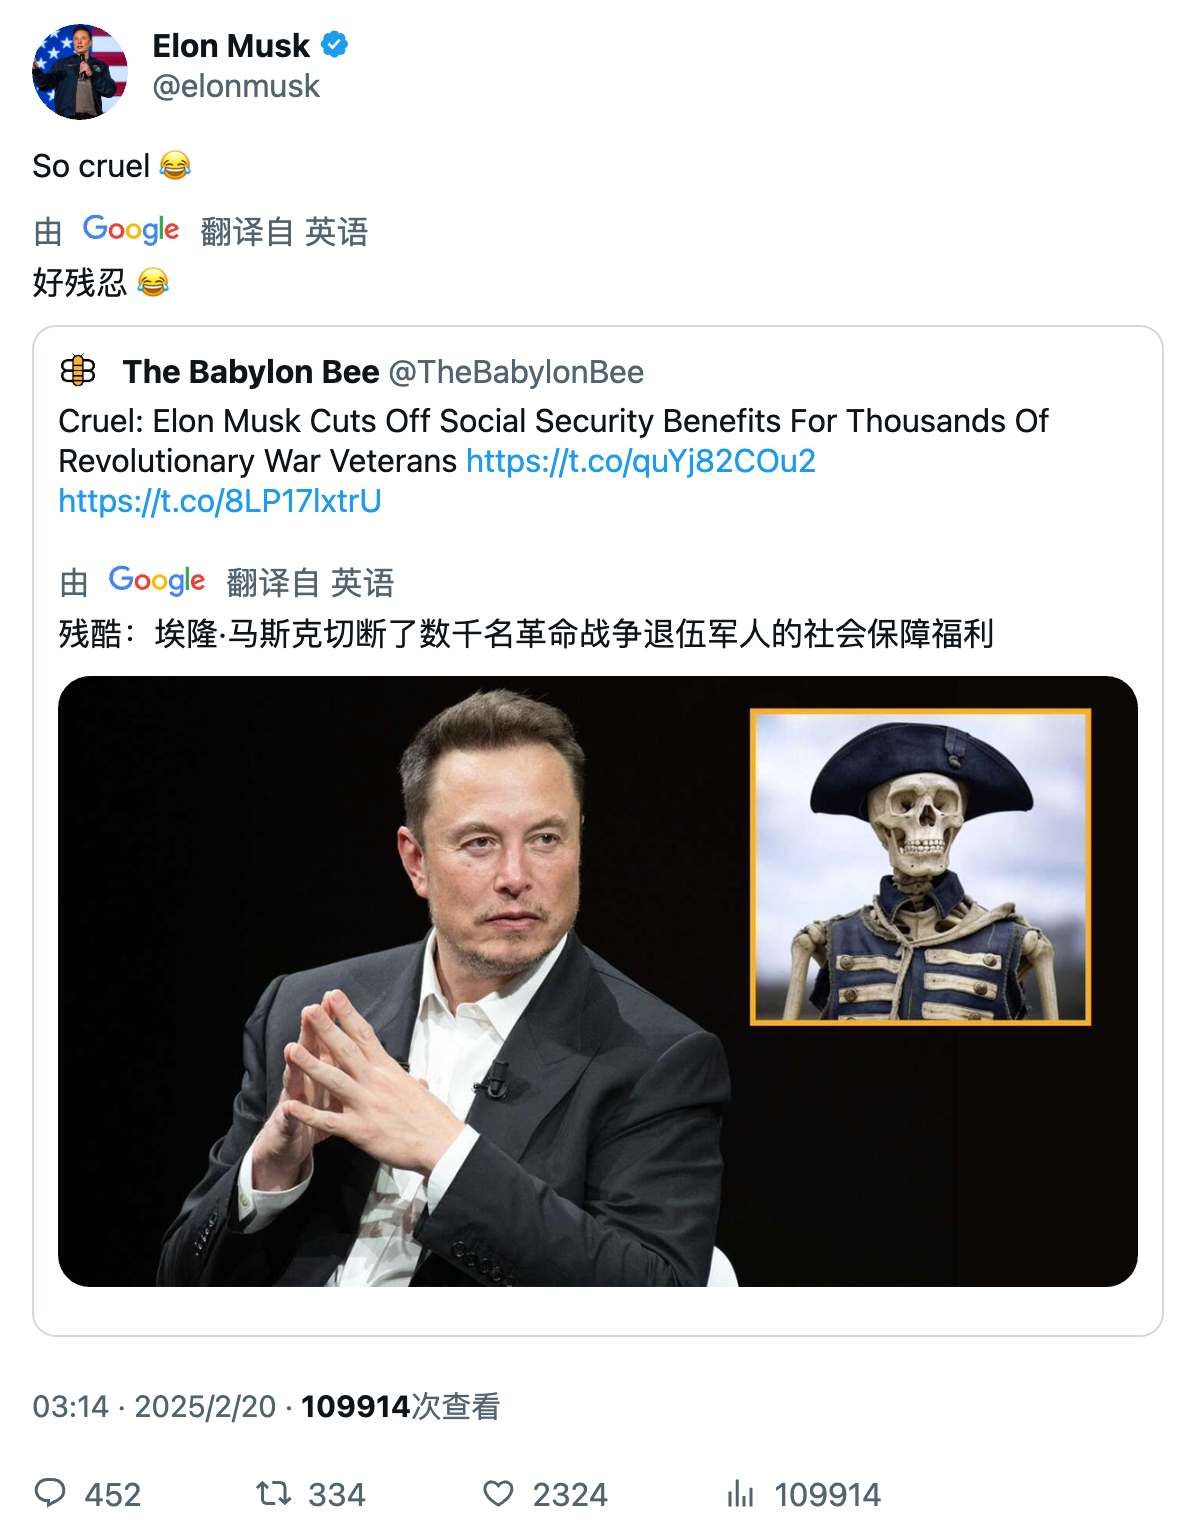 Elon Musk
@elonmusk
So cruel 😂
由 Google 翻译自 英语
好残忍 😂
The Babylon Bee @TheBabylonBee
Cruel: Elon Musk Cuts Off Social Security Benefits For Thousands Of
Revolutionary War Veterans https://t.co/quYj82COu2
https://t.co/8LP17lxtrU
由 Google 翻译自 英语
残酷：埃隆·马斯克切断了数千名革命战争退伍军人的社会保障福利
03:14 · 2025/2/20 · 109914次查看
452 334 2324 109914